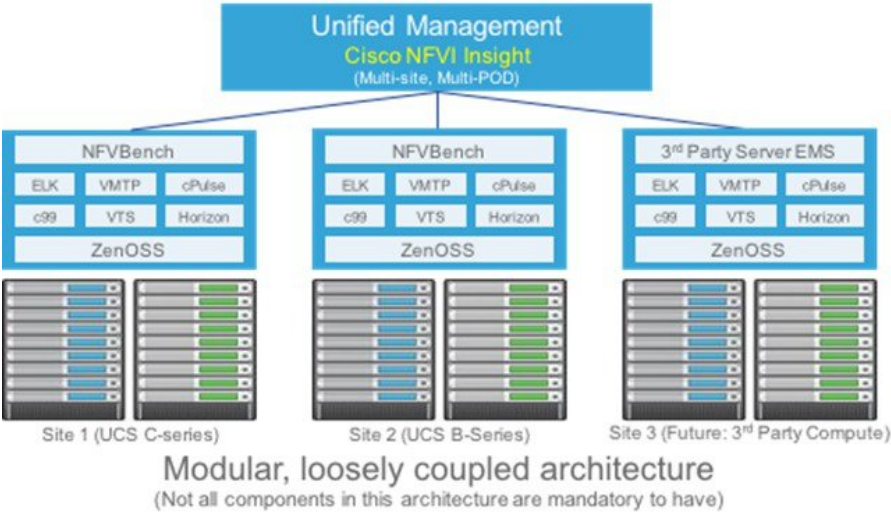 Unified Management
Cisco NFVI Insight
(Multi-site, Multi-POD)
NFVBench
ELK VMTP cPulse
c99 VTS Horizon
ZenOSS
NFVBench
ELK VMTP cPulse
c99 VTS Horizon
ZenOSS
3rd Party Server EMS
ELK VMTP cPulse
c99 VTS Horizon
ZenOSS
Site 1 (UCS C-series)
Site 2 (UCS B-Series)
Site 3 (Future: 3rd Party Compute)
Modular, loosely coupled architecture
(Not all components in this architecture are mandatory to have)